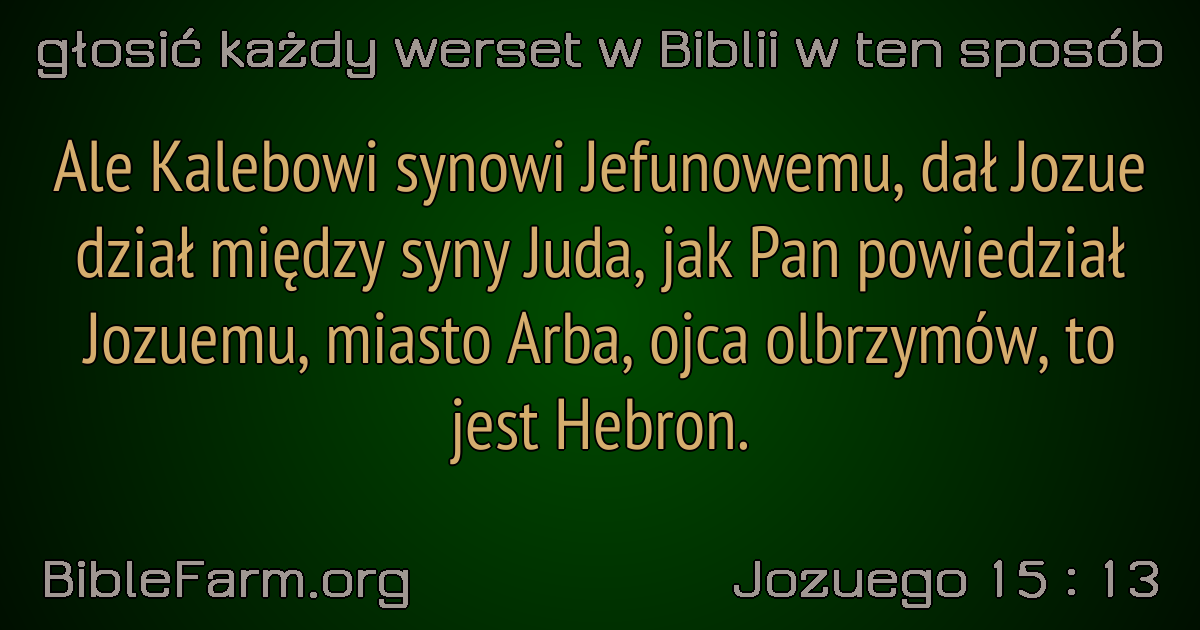 głosić każdy werset w Biblii w ten sposób
Ale Kalebowi synowi Jefunowemu, dał Jozue
dział między syny Juda, jak Pan powiedział
Jozuemu, miasto Arba, ojca olbrzymów, to
jest Hebron.
BibleFarm.org
Jozuego 15 : 13